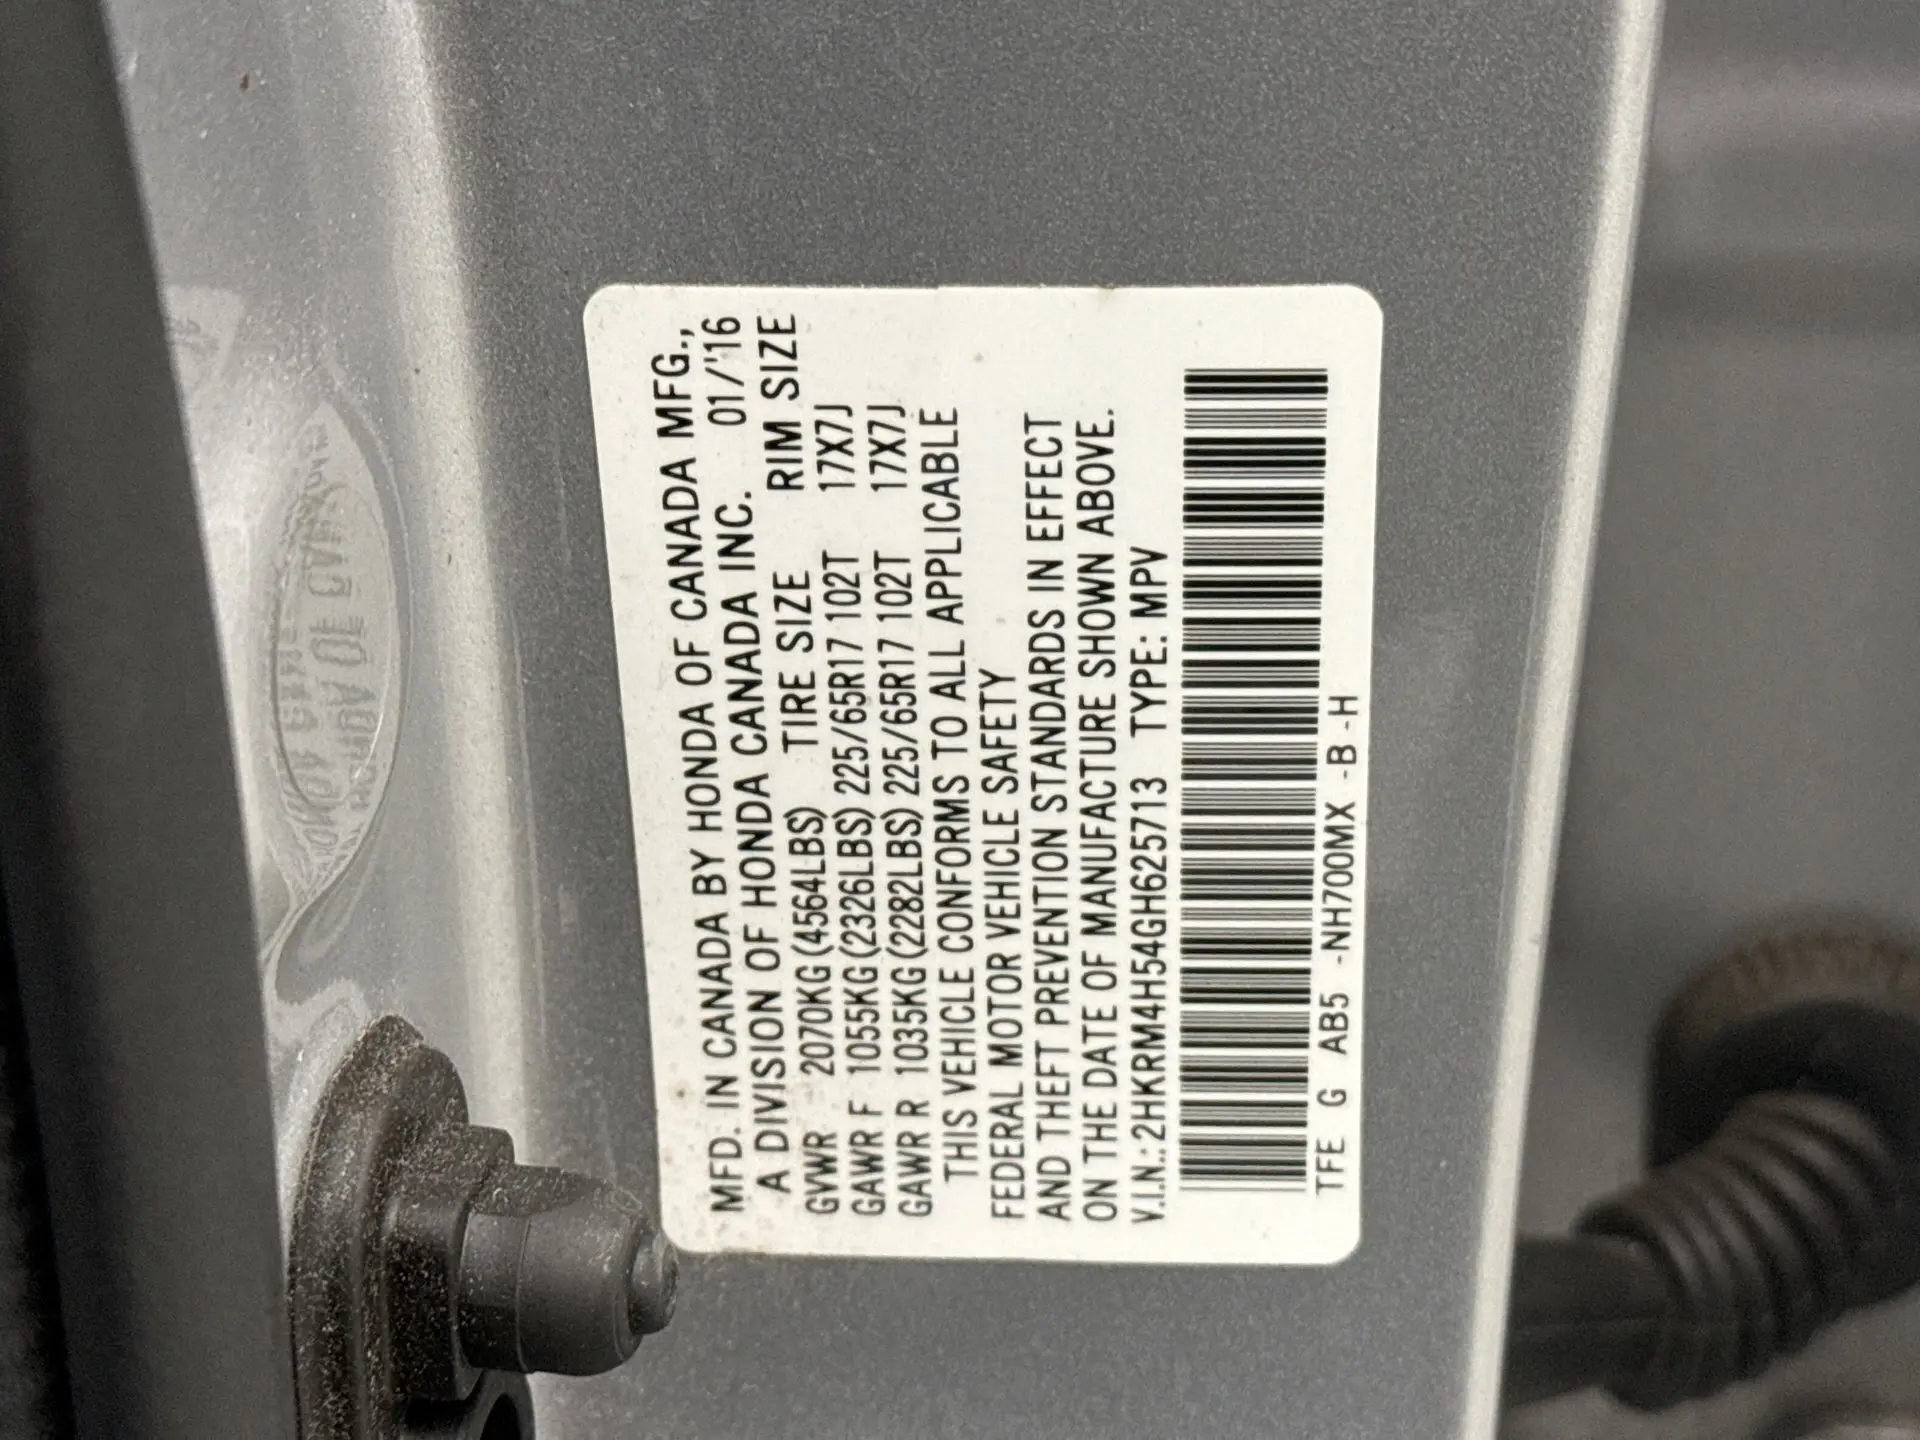 MFD. IN CANADA BY HONDA OF CANADA MFG.,
A DIVISION OF HONDA CANADA INC. 01/'16
GVWR 2070KG(4564LBS) TIRE SIZE RIM SIZE
GAWR F 1055KG(2326LBS) 225/65R17 102T 17X7J
GAWR R 1035KG(2282LBS) 225/65R17 102T 17X7J
THIS VEHICLE CONFORMS TO ALL APPLICABLE
FEDERAL MOTOR VEHICLE SAFETY
AND THEFT PREVENTION STANDARDS IN EFFECT
ON THE DATE OF MANUFACTURE SHOWN ABOVE.
V.I.N.:2HKRM4H54GH625713 TYPE: MPV
TFE G AB5 -NH700MX -B -H